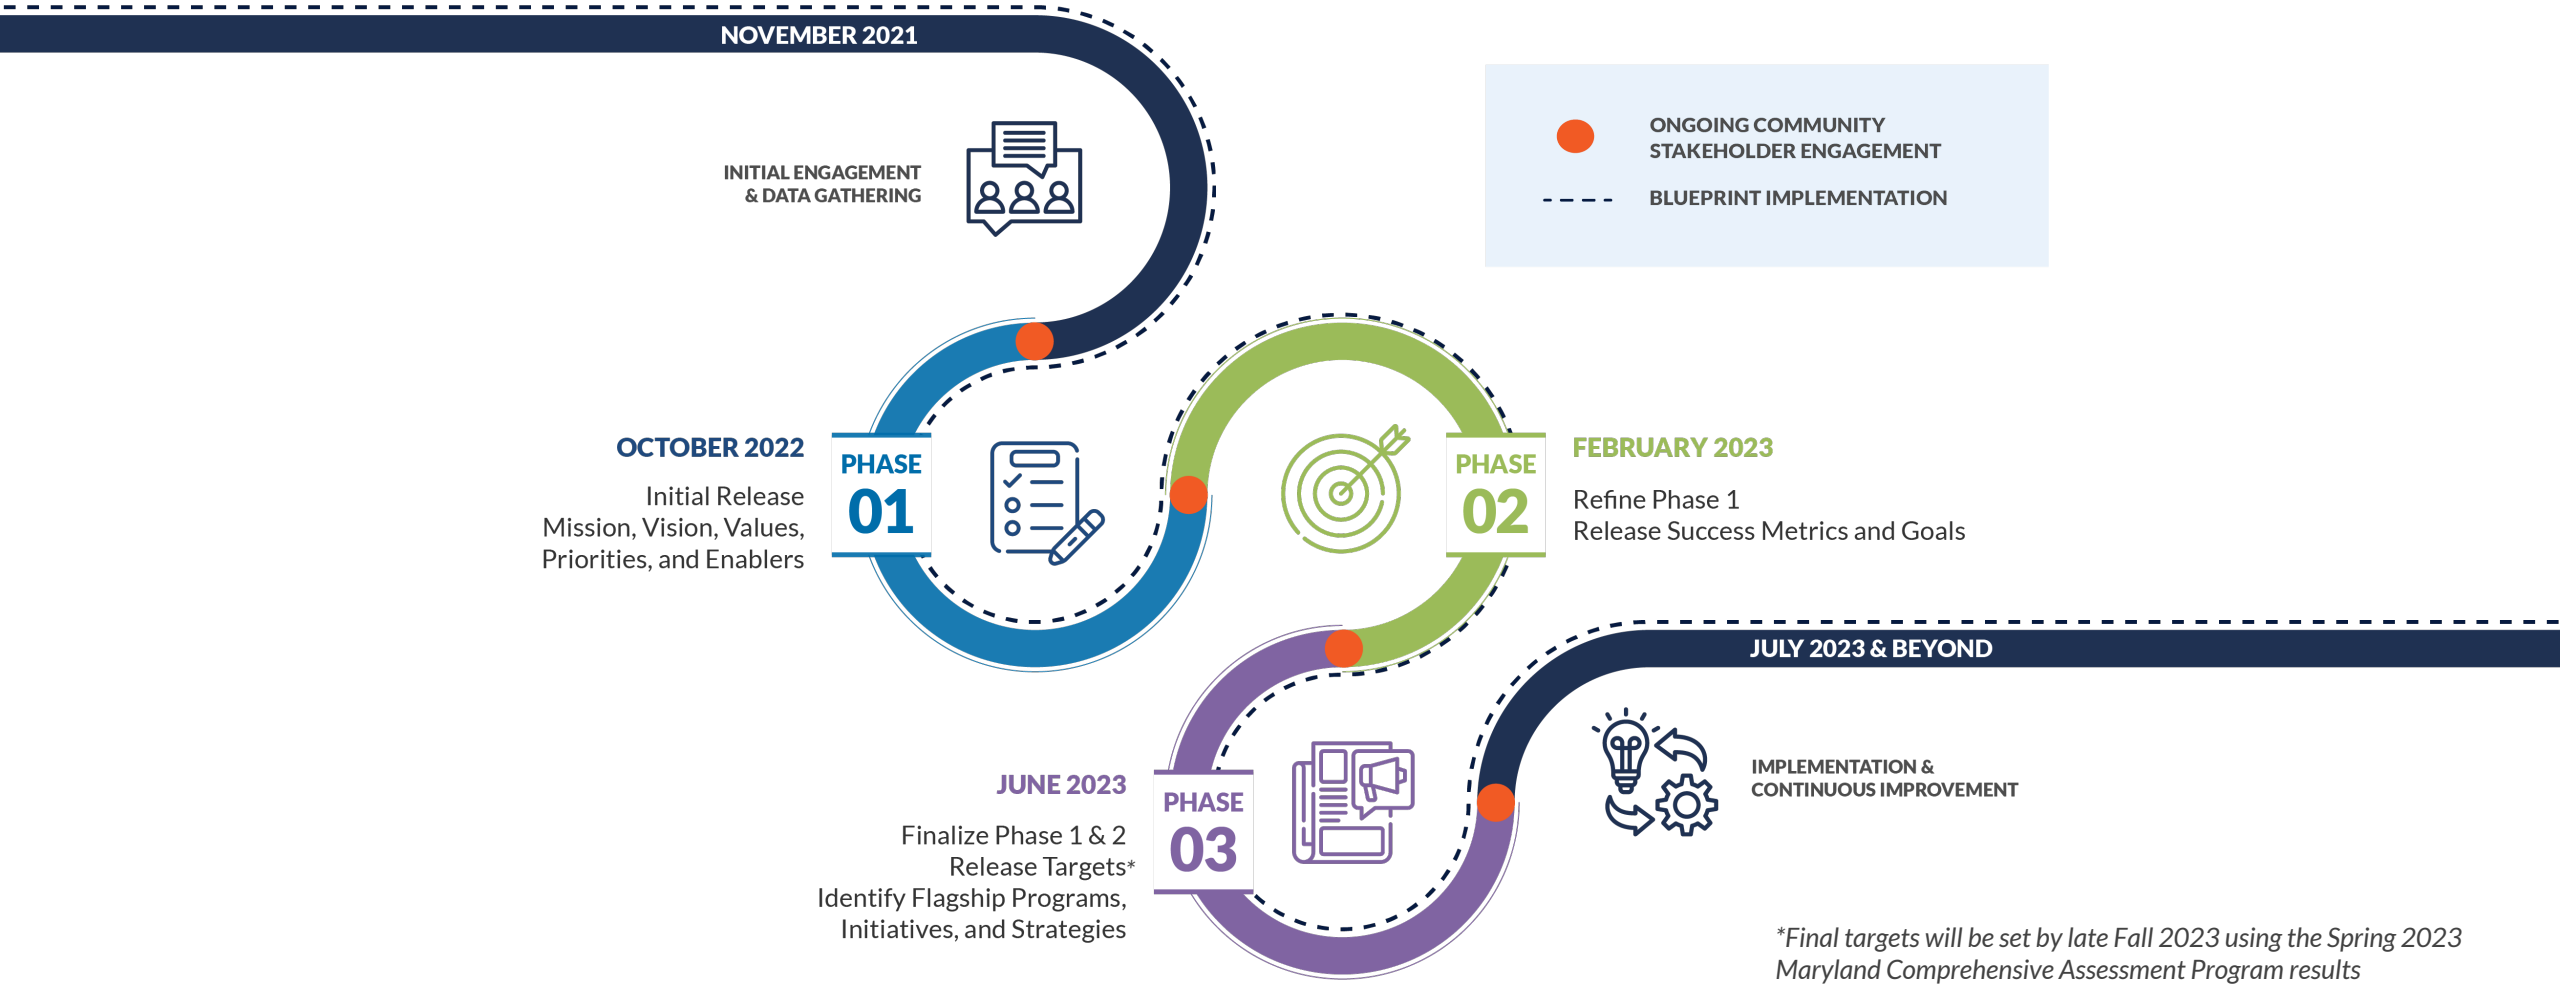 NOVEMBER 2021
INITIAL ENGAGEMENT
& DATA GATHERING
ONGOING COMMUNITY
STAKEHOLDER ENGAGEMENT
BLUEPRINT IMPLEMENTATION
OCTOBER 2022
Initial Release
Mission, Vision, Values,
Priorities, and Enablers
PHASE
01
PHASE
02
FEBRUARY 2023
Refine Phase 1
Release Success Metrics and Goals
JUNE 2023
Finalize Phase 1 & 2
Release Targets*
Identify Flagship Programs,
Initiatives, and Strategies
PHASE
03
JULY 2023 & BEYOND
IMPLEMENTATION &
CONTINUOUS IMPROVEMENT
*Final targets will be set by late Fall 2023 using the Spring 2023
Maryland Comprehensive Assessment Program results